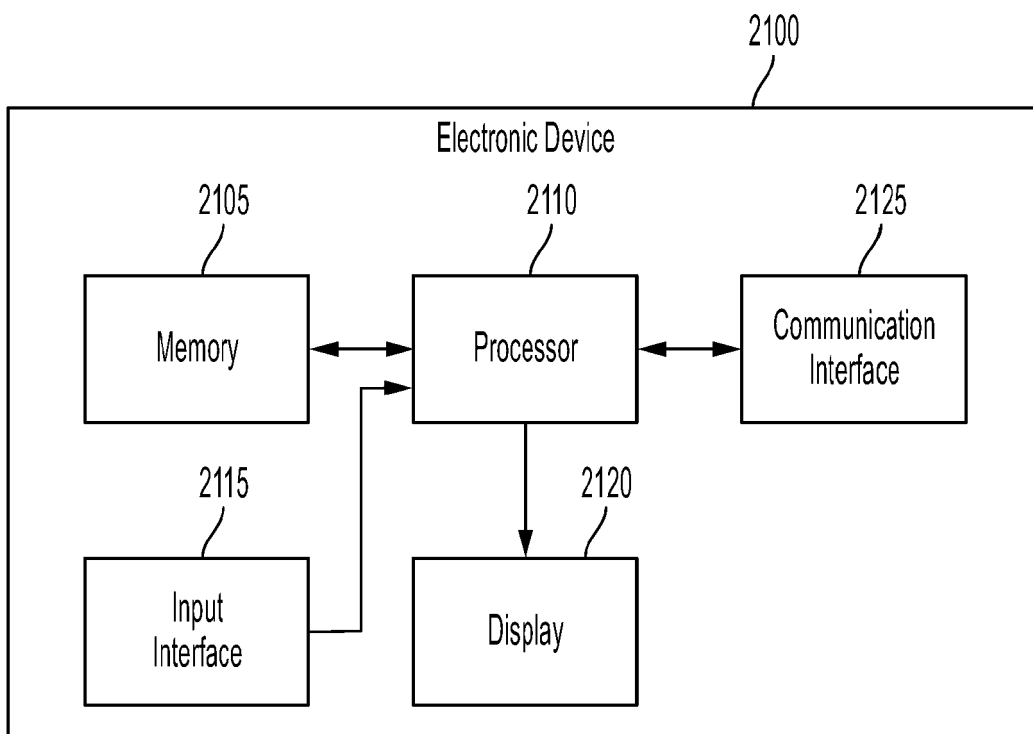 2100
Electronic Device
2105
2110
2125
Memory
Processor
Communication
Interface
2115
2120
Input
Interface
Display